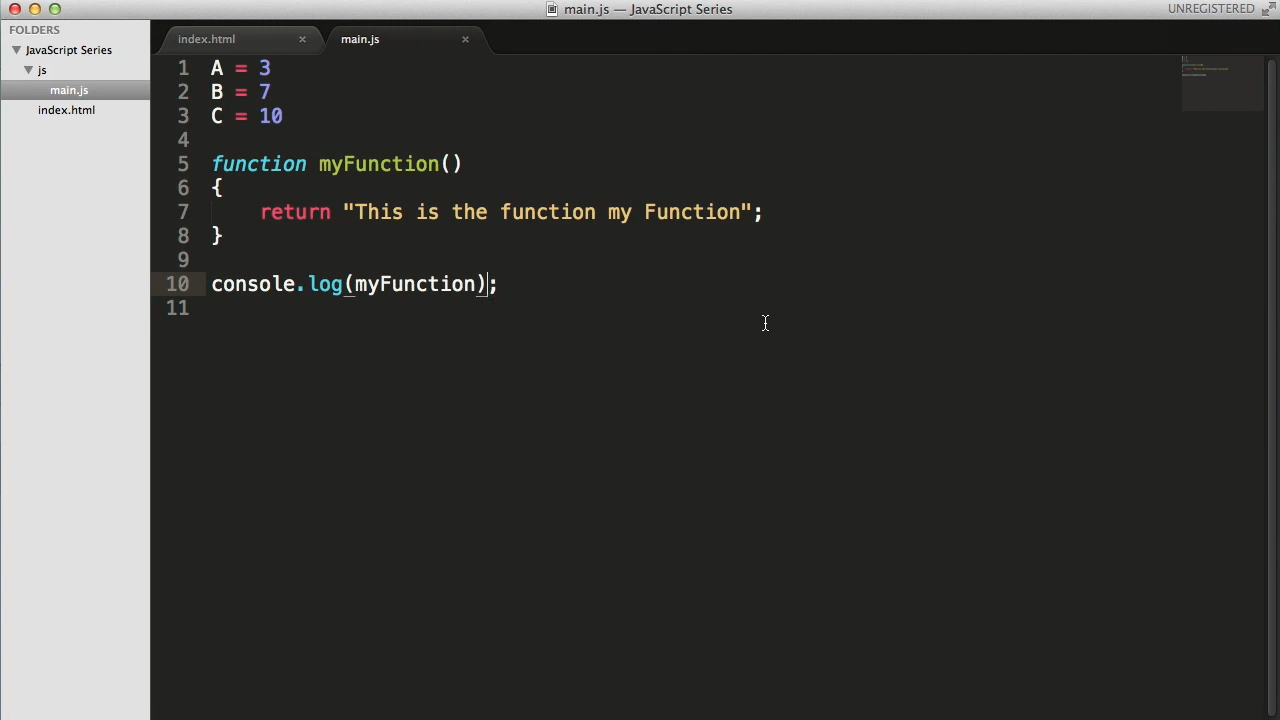 main.js — JavaScript Series
UNREGISTERED
FOLDERS
JavaScript Series
js
main.js
index.html
index.html ×
main.js ×
1 A = 3
2 B = 7
3 C = 10
4
5 function myFunction()
6 {
7     return "This is the function my Function";
8 }
9
10 console.log(myFunction);
11